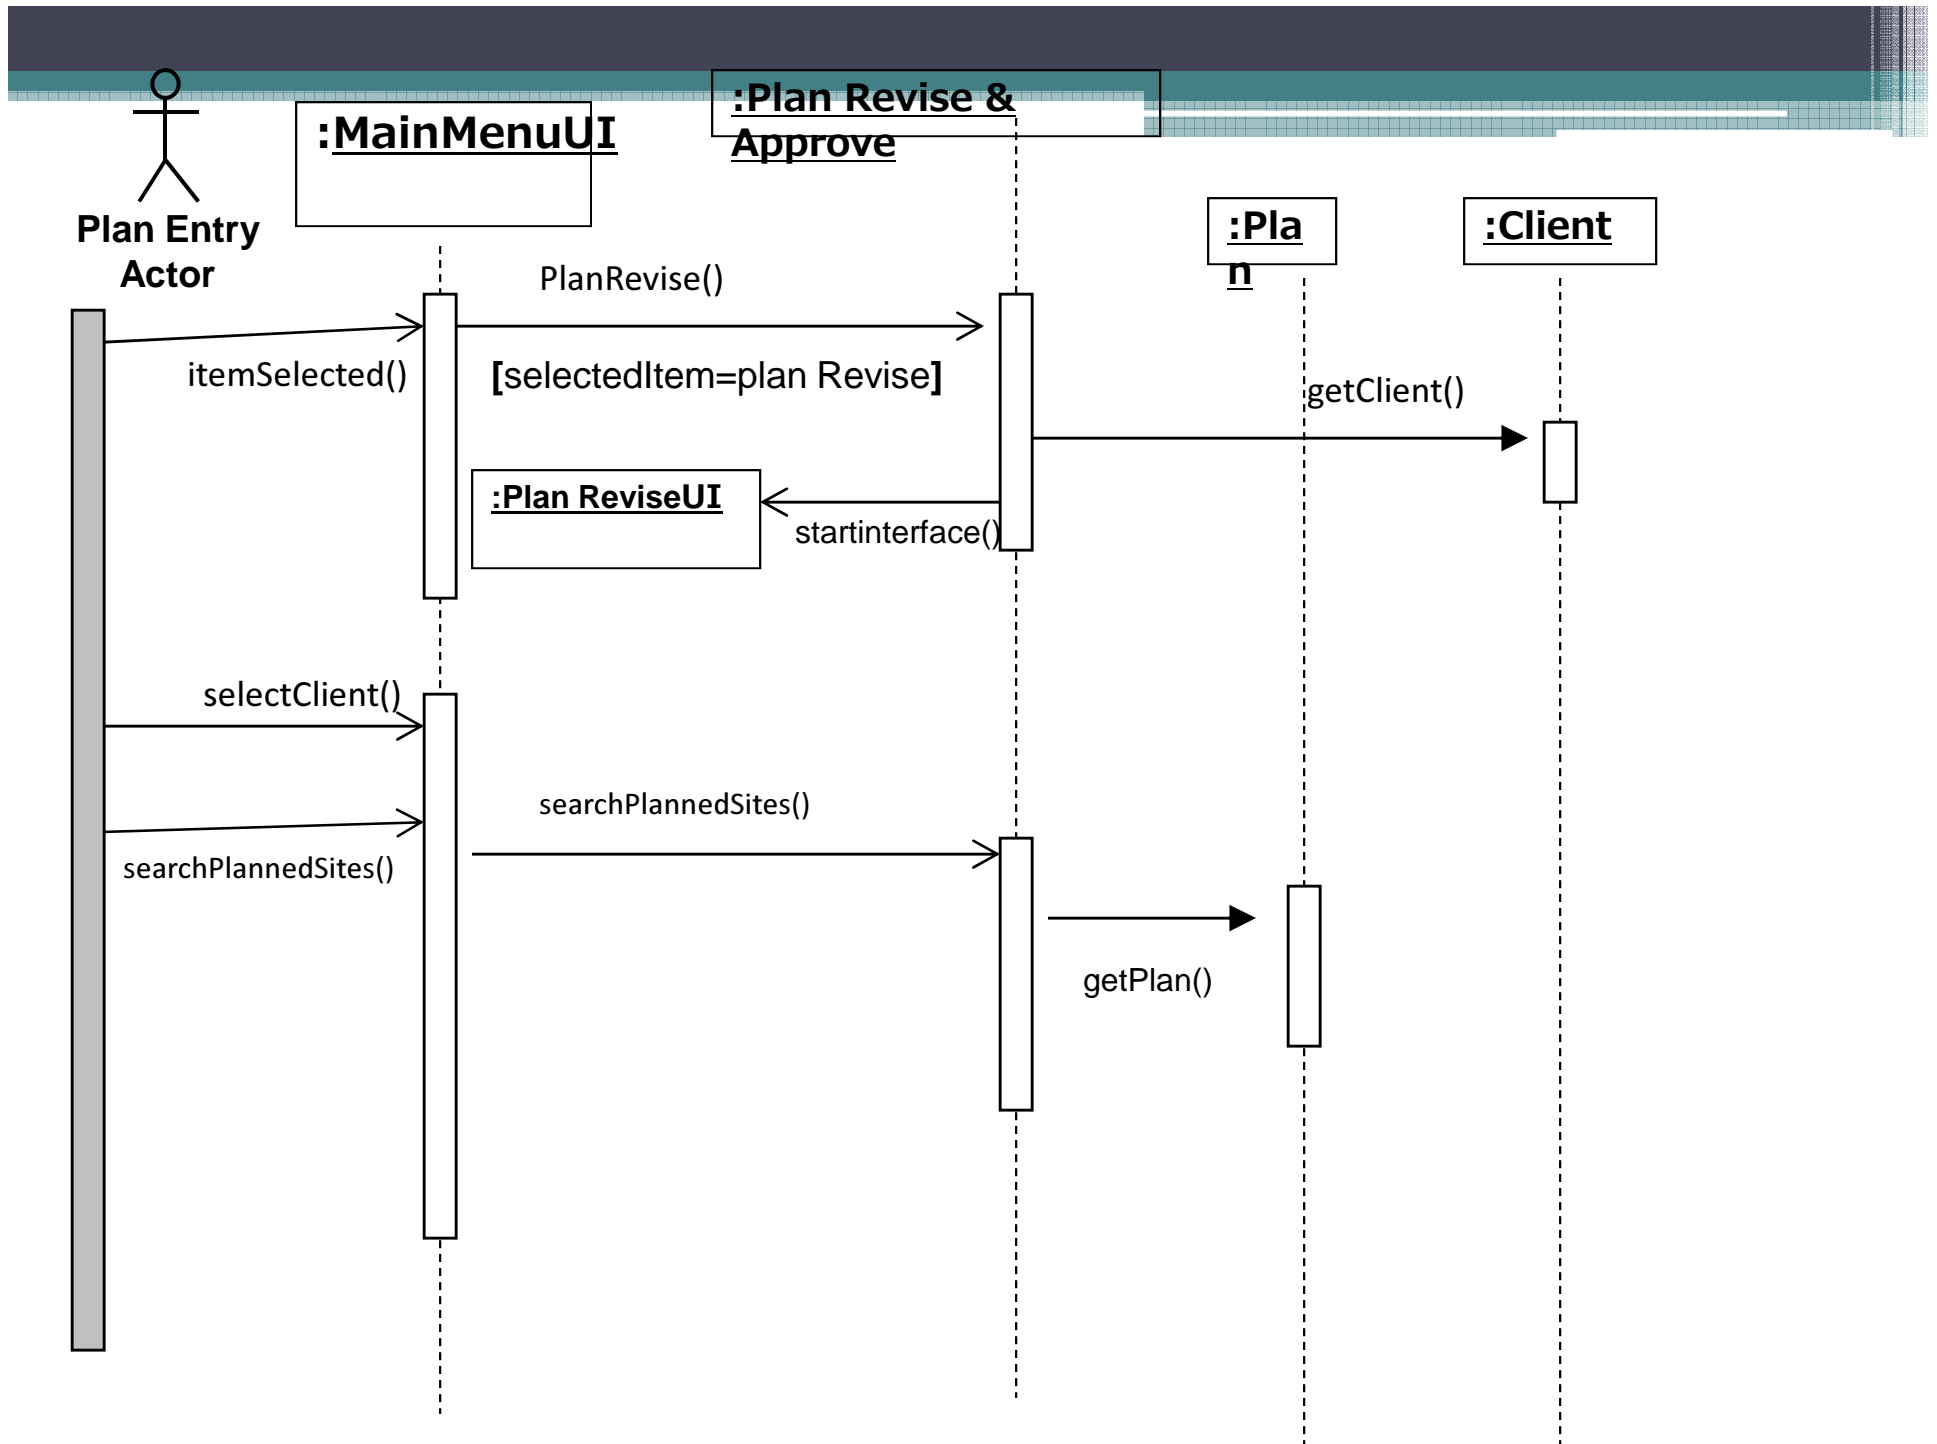 :Plan Revise &
Approve
:MainMenuUI
Plan Entry
Actor
:Pla
n
:Client
PlanRevise()
itemSelected()
[selectedItem=plan Revise]
getClient()
:Plan ReviseUI
startinterface()
selectClient()
searchPlannedSites()
searchPlannedSites()
getPlan()